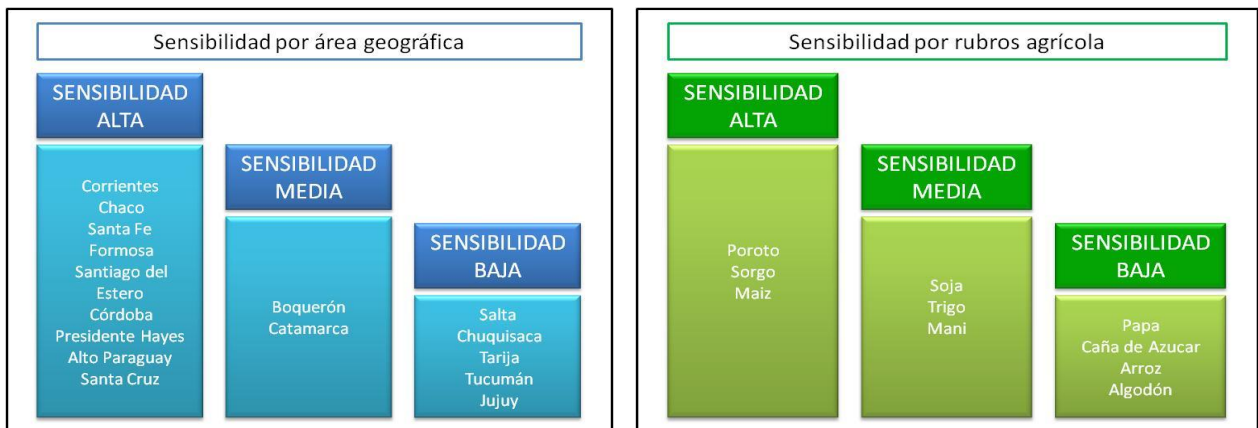 Sensibilidad por área geográfica
SENSIBILIDAD
ALTA
Corrientes
Chaco
Santa Fe
Formosa
Santiago del
Estero
Córdoba
Presidente Hayes
Alto Paraguay
Santa Cruz
SENSIBILIDAD
MEDIA
Boquerón
Catamarca
SENSIBILIDAD
BAJA
Salta
Chuquisaca
Tarija
Tucumán
Jujuy
Sensibilidad por rubros agrícola
SENSIBILIDAD
ALTA
Poroto
Sorgo
Maiz
SENSIBILIDAD
MEDIA
Soja
Trigo
Mani
SENSIBILIDAD
BAJA
Papa
Caña de Azucar
Arroz
Algodón